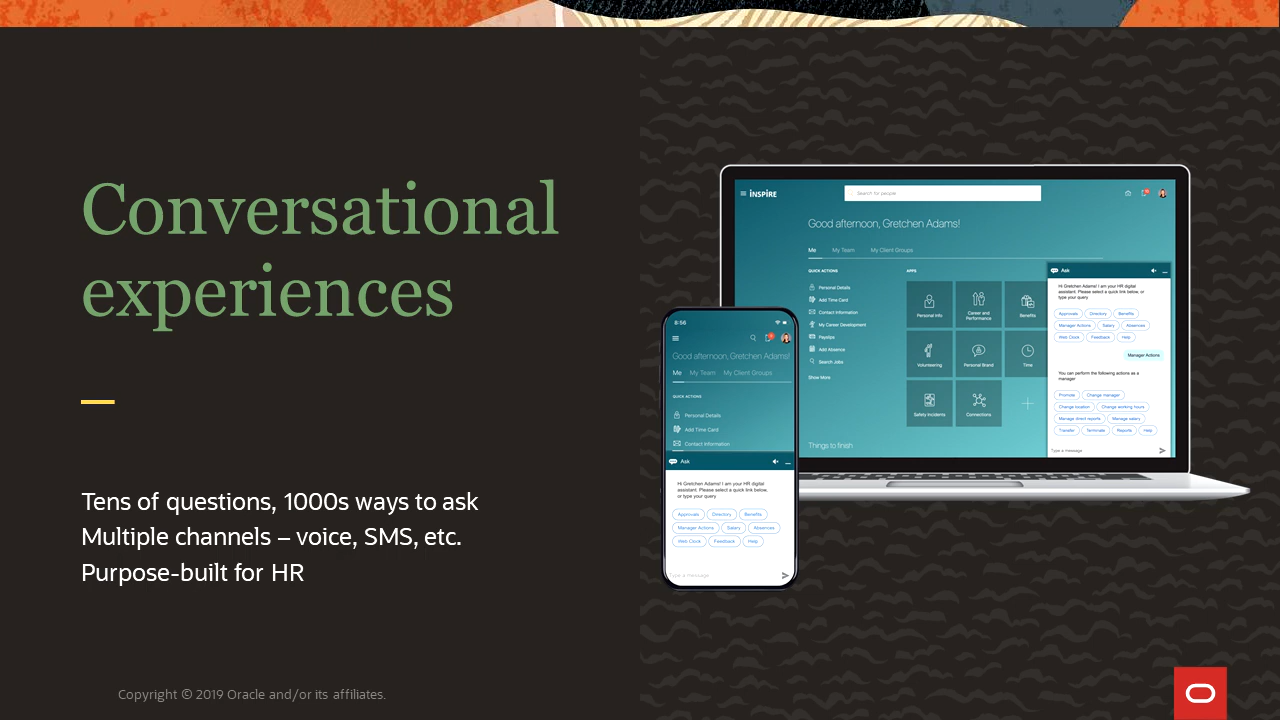 Conversational
experiences
Tens of questions, 1000s ways to ask
Multiple channels – voice, SMS, etc.
Purpose-built for HR
Copyright © 2019 Oracle and/or its affiliates.
INSPIRE
Search for people
Good afternoon, Gretchen Adams!
Me My Team My Client Groups
QUICK ACTIONS
Personal Details
Add Time Card
Contact Information
My Career Development
Payslips
Add Absence
Search Jobs
Show More
APPS
Personal Info
Career and
Performance
Benefits
Volunteering
Personal Brand
Time
Safety Incidents
Connections
Things to finish
Ask
Hi Gretchen Adams! I am your HR digital
assistant. Please select a quick link below, or
type your query
Approvals Directory Benefits
Manager Actions Salary Absences
Web Clock Feedback Help
Manager Actions
You can perform the following actions as a
manager
Promote Change manager
Change location Change working hours
Manage direct reports Manage salary
Transfer Terminate Reports Help
Type a message
8:56
Good afternoon, Gretchen Adams!
Me My Team My Client Groups
QUICK ACTIONS
Personal Details
Add Time Card
Contact Information
Ask
Hi Gretchen Adams! I am your HR digital
assistant. Please select a quick link below,
or type your query
Approvals Directory Benefits
Manager Actions Salary Absences
Web Clock Feedback Help
Type a message